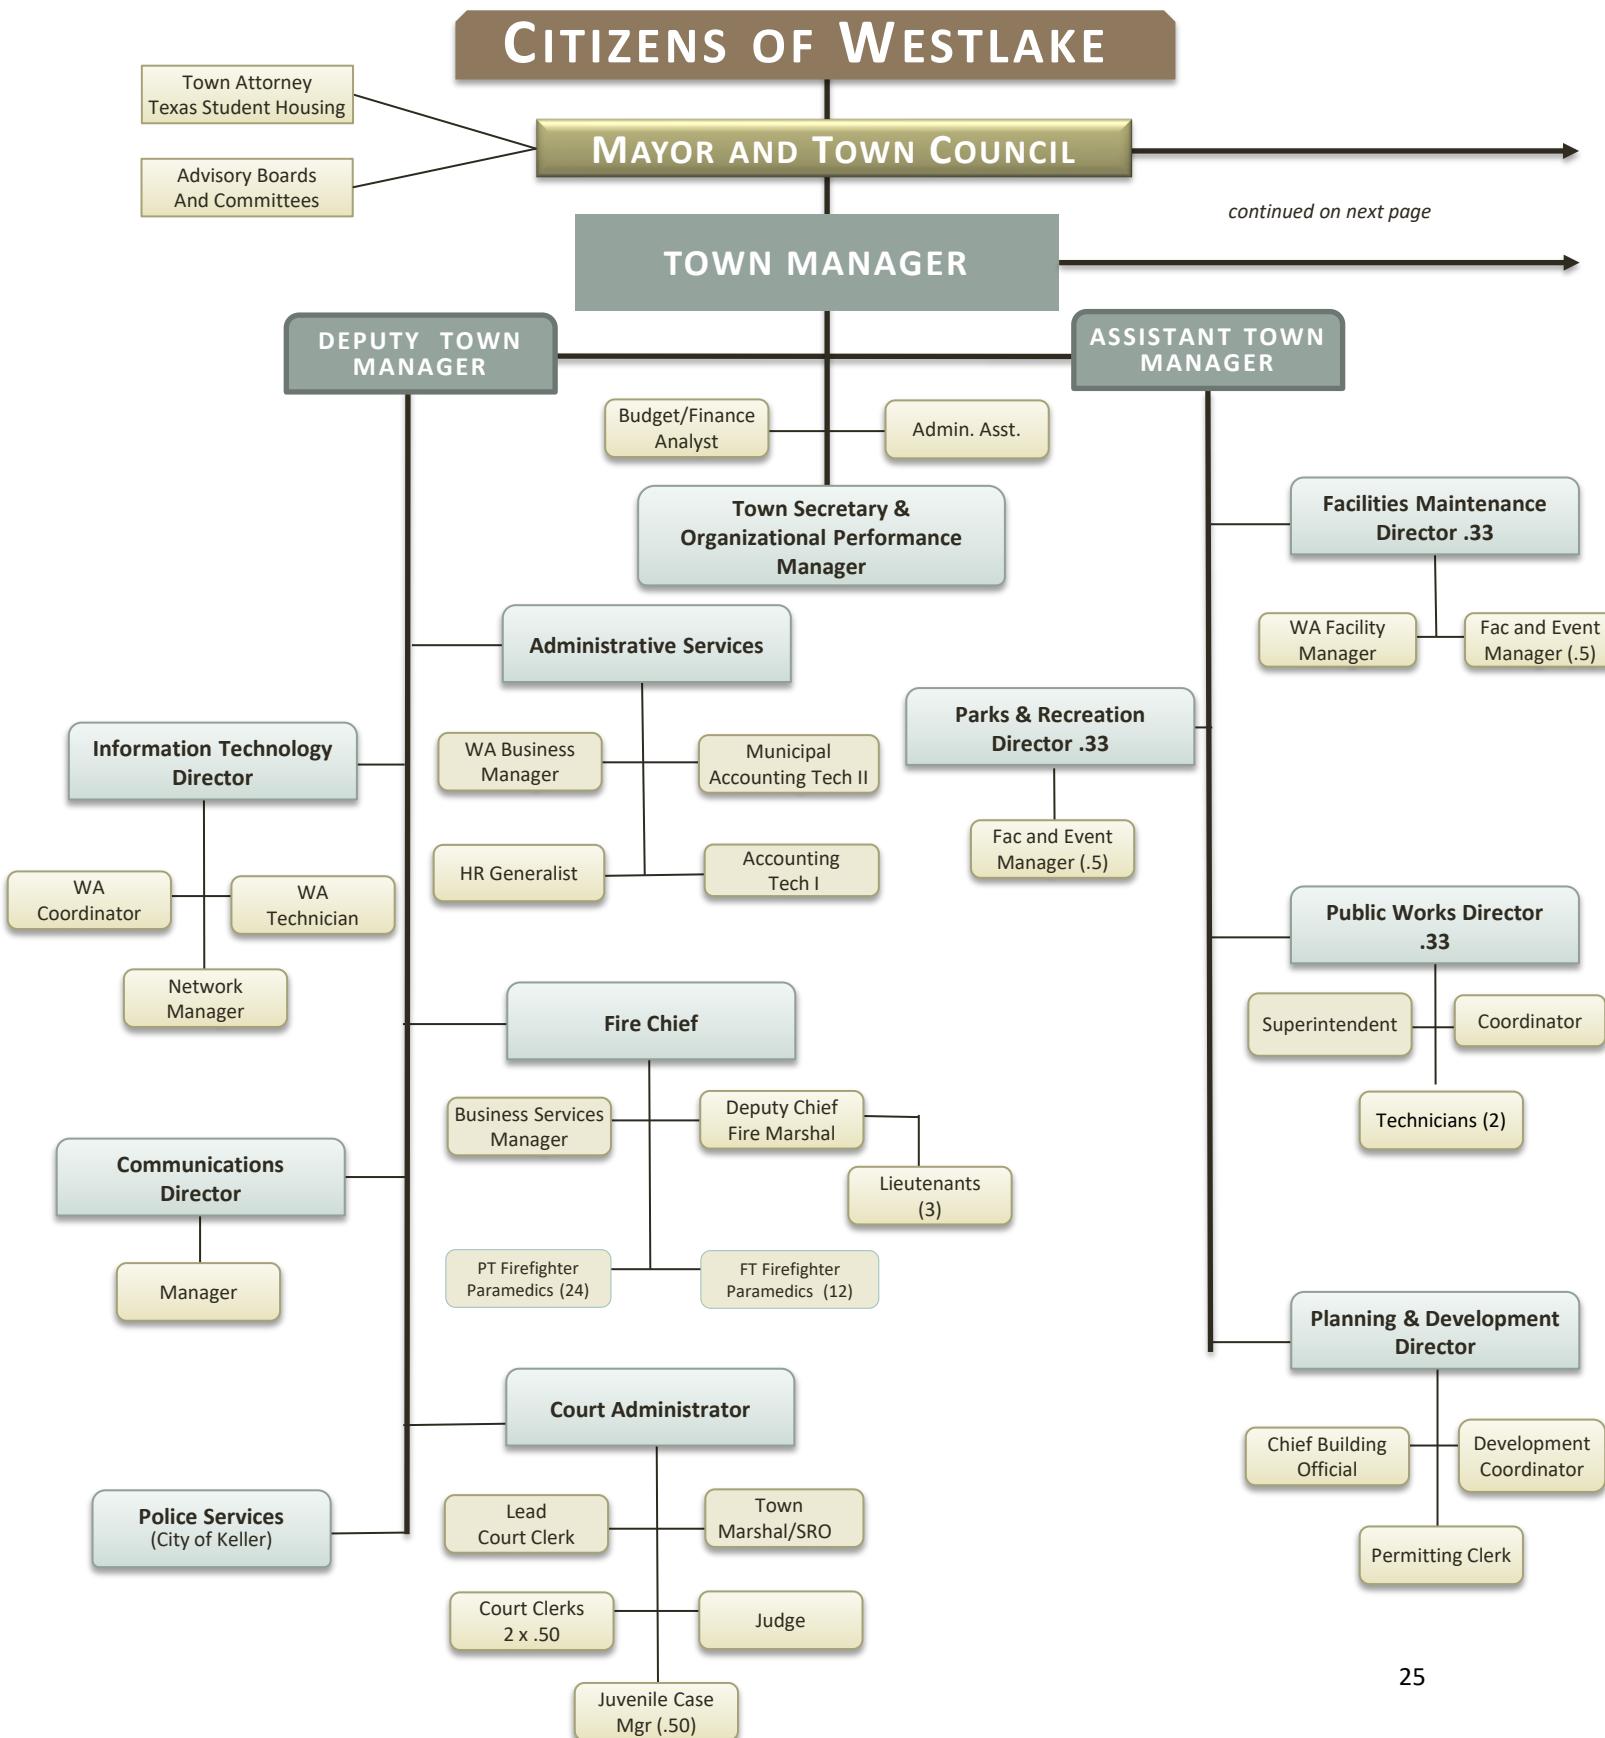 CITIZENS OF WESTLAKE
Town Attorney
Texas Student Housing
MAYOR AND TOWN COUNCIL
Advisory Boards
And Committees
continued on next page
TOWN MANAGER
DEPUTY TOWN
MANAGER
ASSISTANT TOWN
MANAGER
Budget/Finance
Analyst
Admin. Asst.
Town Secretary &
Organizational Performance
Manager
Facilities Maintenance
Director .33
WA Facility
Manager
Fac and Event
Manager (.5)
Administrative Services
Parks & Recreation
Director .33
Information Technology
Director
WA Business
Manager
Municipal
Accounting Tech II
Fac and Event
Manager (.5)
HR Generalist
Accounting
Tech I
WA
Coordinator
WA
Technician
Public Works Director
.33
Network
Manager
Fire Chief
Superintendent
Coordinator
Business Services
Manager
Deputy Chief
Fire Marshal
Technicians (2)
Communications
Director
Lieutenants
(3)
Manager
PT Firefighter
Paramedics (24)
FT Firefighter
Paramedics (12)
Planning & Development
Director
Court Administrator
Chief Building
Official
Development
Coordinator
Police Services
(City of Keller)
Lead
Court Clerk
Town
Marshal/SRO
Permitting Clerk
Court Clerks
2 x .50
Judge
Juvenile Case
Mgr (.50)
25